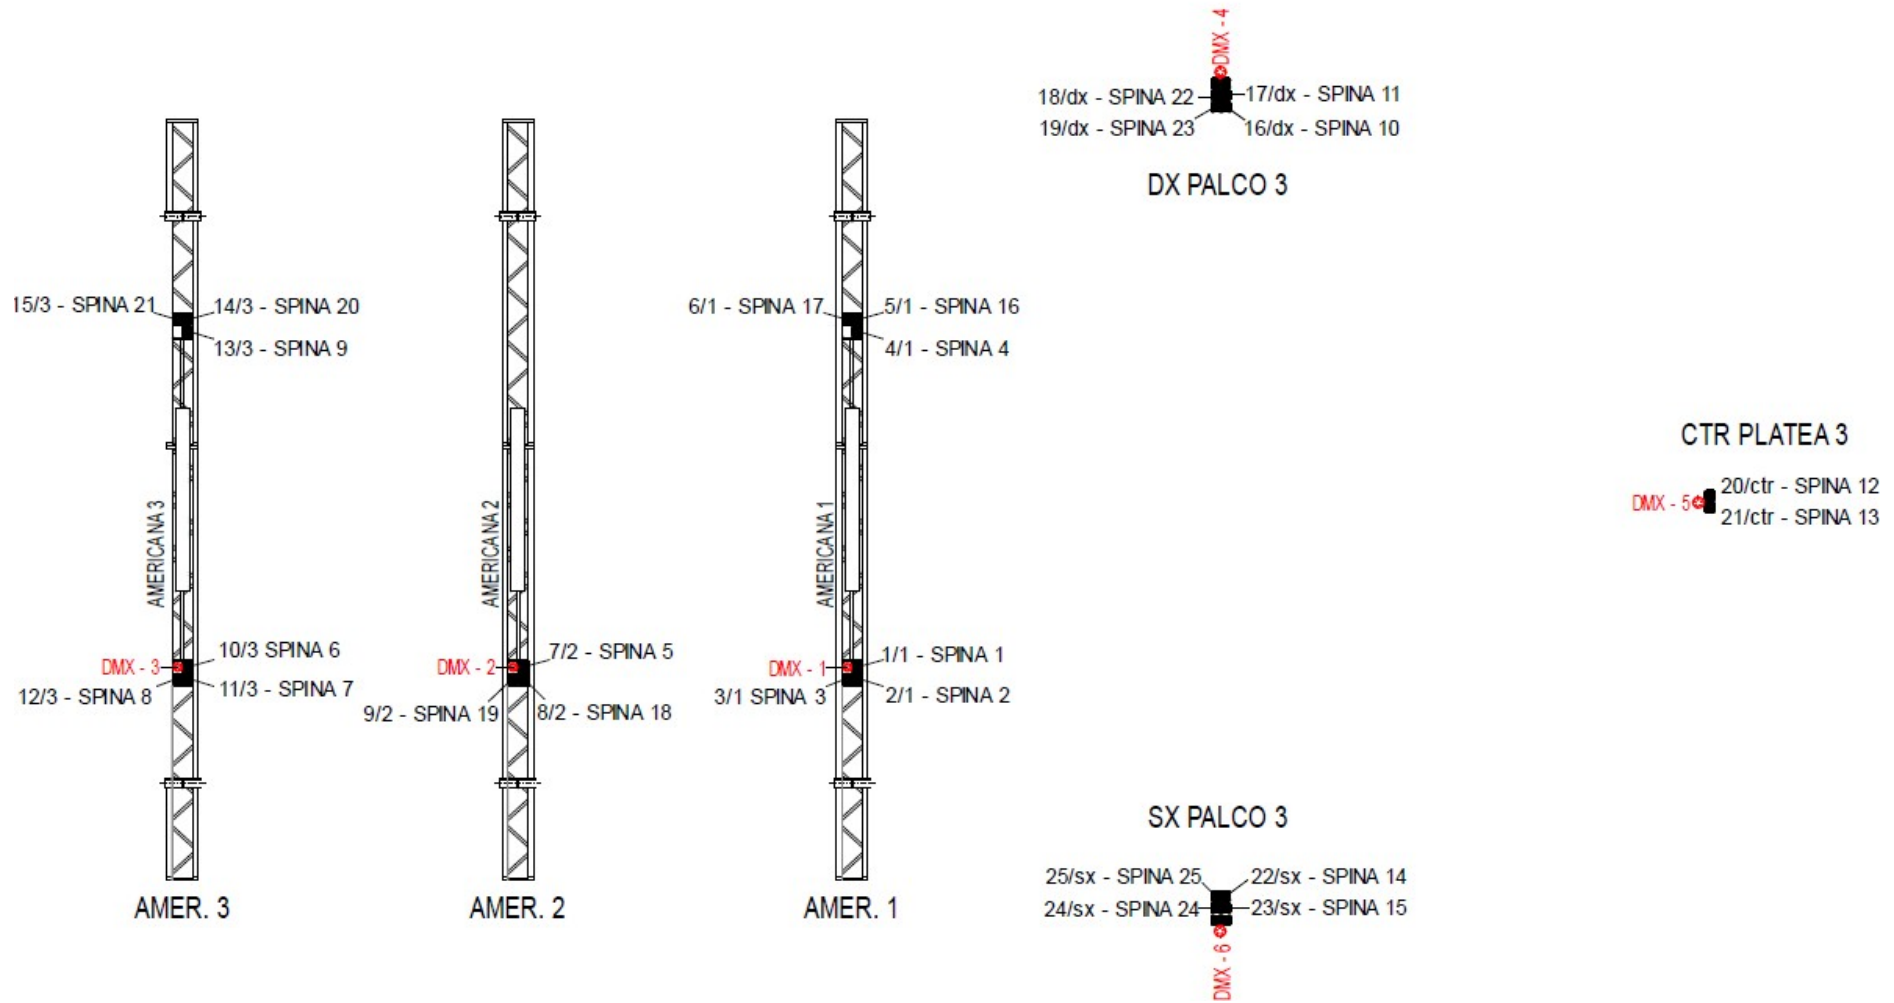 DMX - 4
18/dx - SPINA 22
17/dx - SPINA 11
19/dx - SPINA 23
16/dx - SPINA 10
DX PALCO 3
15/3 - SPINA 21
14/3 - SPINA 20
13/3 - SPINA 9
6/1 - SPINA 17
5/1 - SPINA 16
4/1 - SPINA 4
CTR PLATEA 3
DMX - 5
20/ctr - SPINA 12
21/ctr - SPINA 13
AMERICANA 3
AMERICANA 2
AMERICANA 1
10/3 SPINA 6
DMX - 3
11/3 - SPINA 7
12/3 - SPINA 8
7/2 - SPINA 5
DMX - 2
9/2 - SPINA 19
8/2 - SPINA 18
1/1 - SPINA 1
DMX - 1
3/1 SPINA 3
2/1 - SPINA 2
SX PALCO 3
25/sx - SPINA 25
22/sx - SPINA 14
24/sx - SPINA 24
23/sx - SPINA 15
DMX - 6
AMER. 3
AMER. 2
AMER. 1